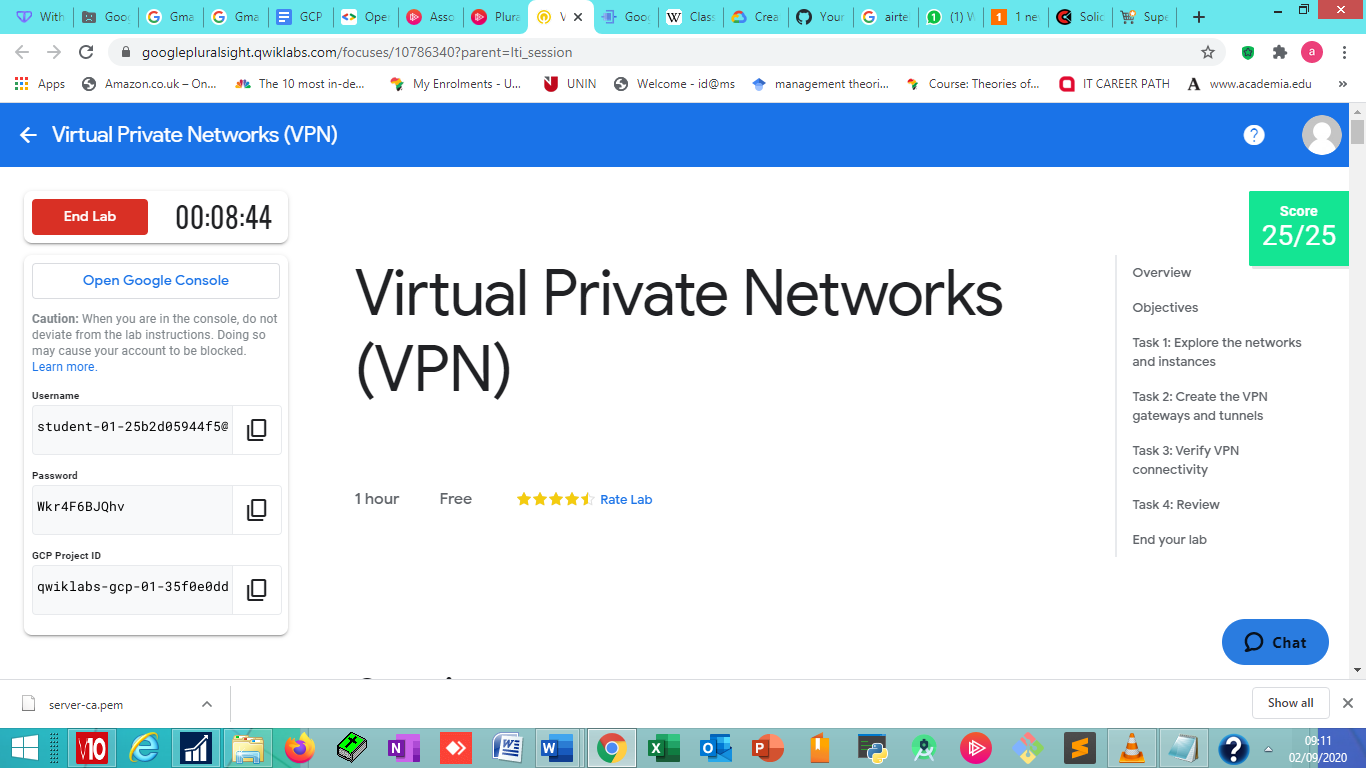 With
Goog
Gma
Gma
GCP
Ope
Asso
Plura
V
Goog
Clas
Crea
Your
airte
(1) W
1 ne
Solic
Supe
googlepluralsight.qwiklabs.com/focuses/10786340?parent=lti_session
a
Apps
Amazon.co.uk – On...
The 10 most in-de...
My Enrolments - U...
UNIN
Welcome - id@ms
management theori...
Course: Theories of...
IT CAREER PATH
www.academia.edu
»
Virtual Private Networks (VPN)
?
End Lab
00:08:44
Score
25/25
Open Google Console
Caution: When you are in the console, do not
deviate from the lab instructions. Doing so
may cause your account to be blocked.
Learn more.
Username
student-01-25b2d05944f5@
Password
Wkr4F6BJQhv
GCP Project ID
qwiklabs-gcp-01-35f0e0dd
Virtual Private Networks
(VPN)
1 hour
Free
Rate Lab
Overview
Objectives
Task 1: Explore the networks
and instances
Task 2: Create the VPN
gateways and tunnels
Task 3: Verify VPN
connectivity
Task 4: Review
End your lab
Chat
server-ca.pem
Show all
09:11
02/09/2020